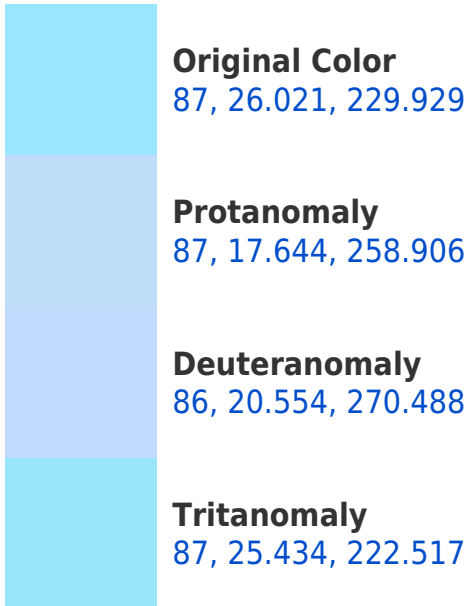 Original Color
87, 26.021, 229.929
Protanomaly
87, 17.644, 258.906
Deuteranomaly
86, 20.554, 270.488
Tritanomaly
87, 25.434, 222.517